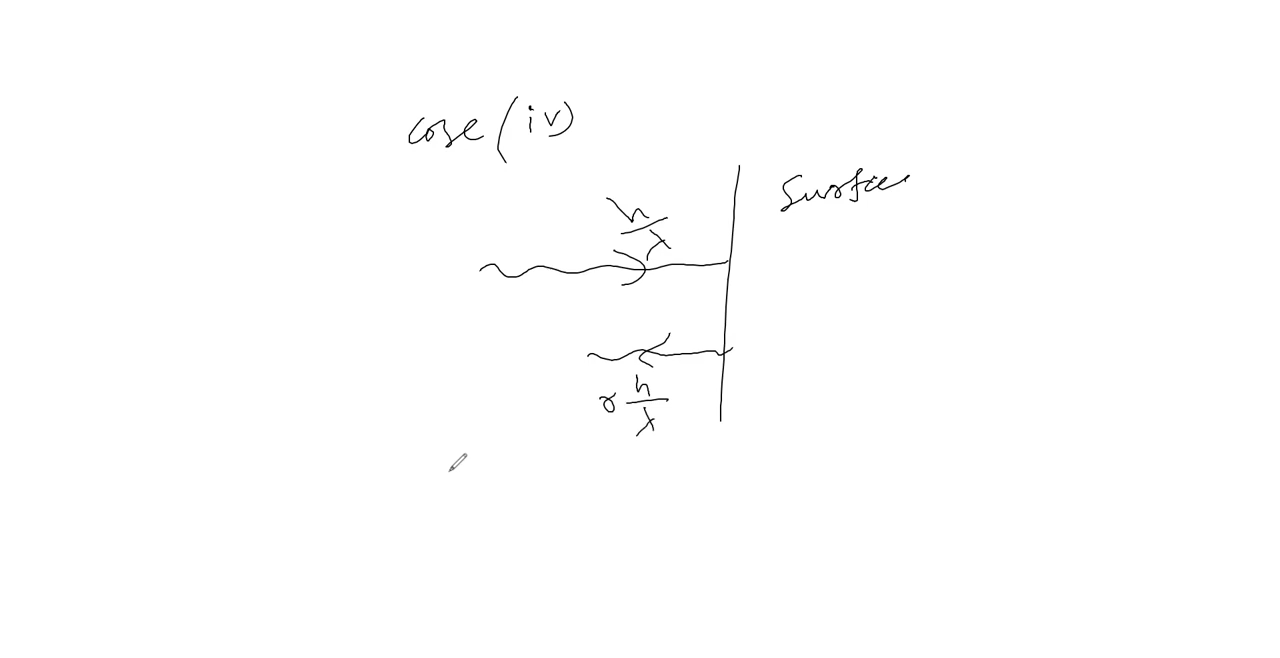 case (iv)
surface
h/λ
r h/λ